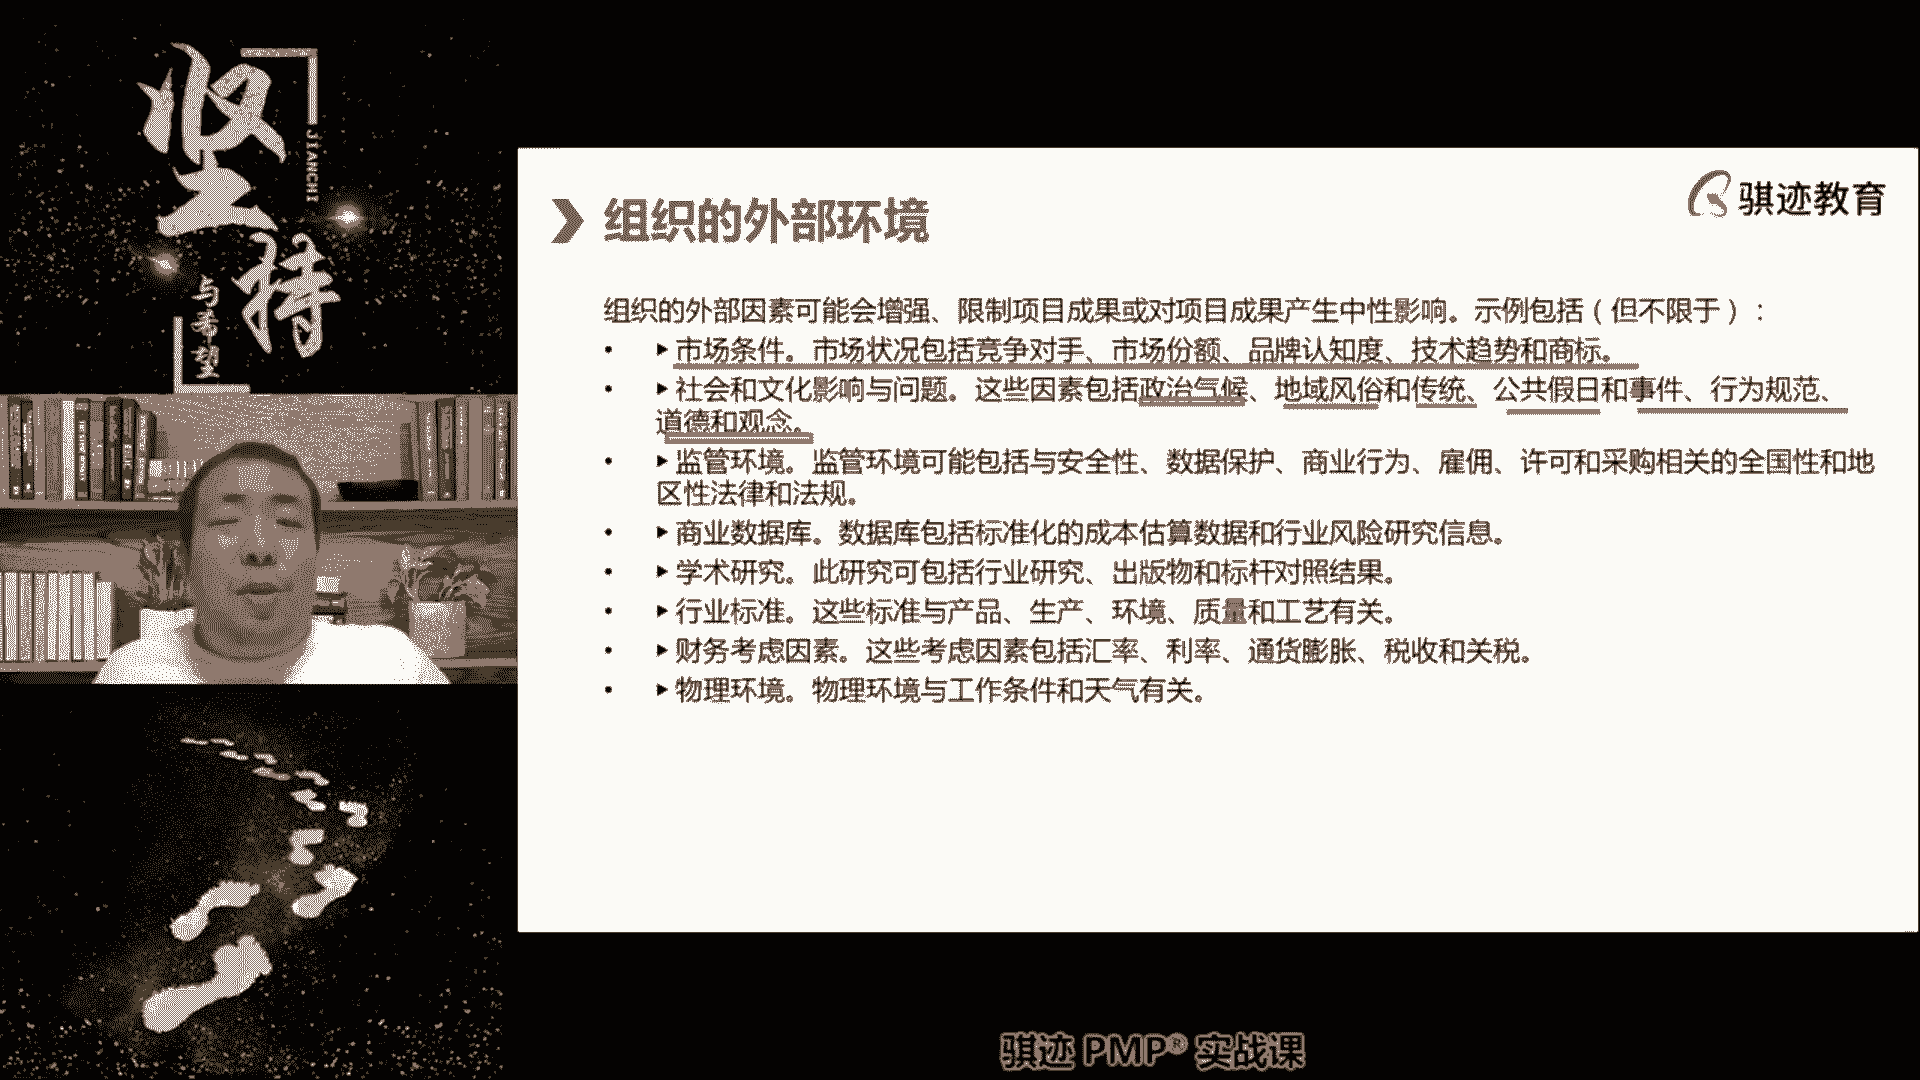 坚持
JIANCHI
与希望
组织的外部环境
骐迹教育
组织的外部因素可能会增强、限制项目成果或对项目成果产生中性影响。示例包括（但不限于）：
• ▶市场条件。市场状况包括竞争对手、市场份额、品牌认知度、技术趋势和商标。
• ▶社会和文化影响与问题。这些因素包括政治气候、地域风俗和传统、公共假日和事件、行为规范、
道德和观念。
• ▶监管环境。监管环境可能包括与安全性、数据保护、商业行为、雇佣、许可和采购相关的全国性和地
区性法律和法规。
• ▶商业数据库。数据库包括标准化的成本估算数据和行业风险研究信息。
• ▶学术研究。此研究可包括行业研究、出版物和标杆对照结果。
• ▶行业标准。这些标准与产品、生产、环境、质量和工艺有关。
• ▶财务考虑因素。这些考虑因素包括汇率、利率、通货膨胀、税收和关税。
• ▶物理环境。物理环境与工作条件和天气有关。
骐迹 PMP® 实战课